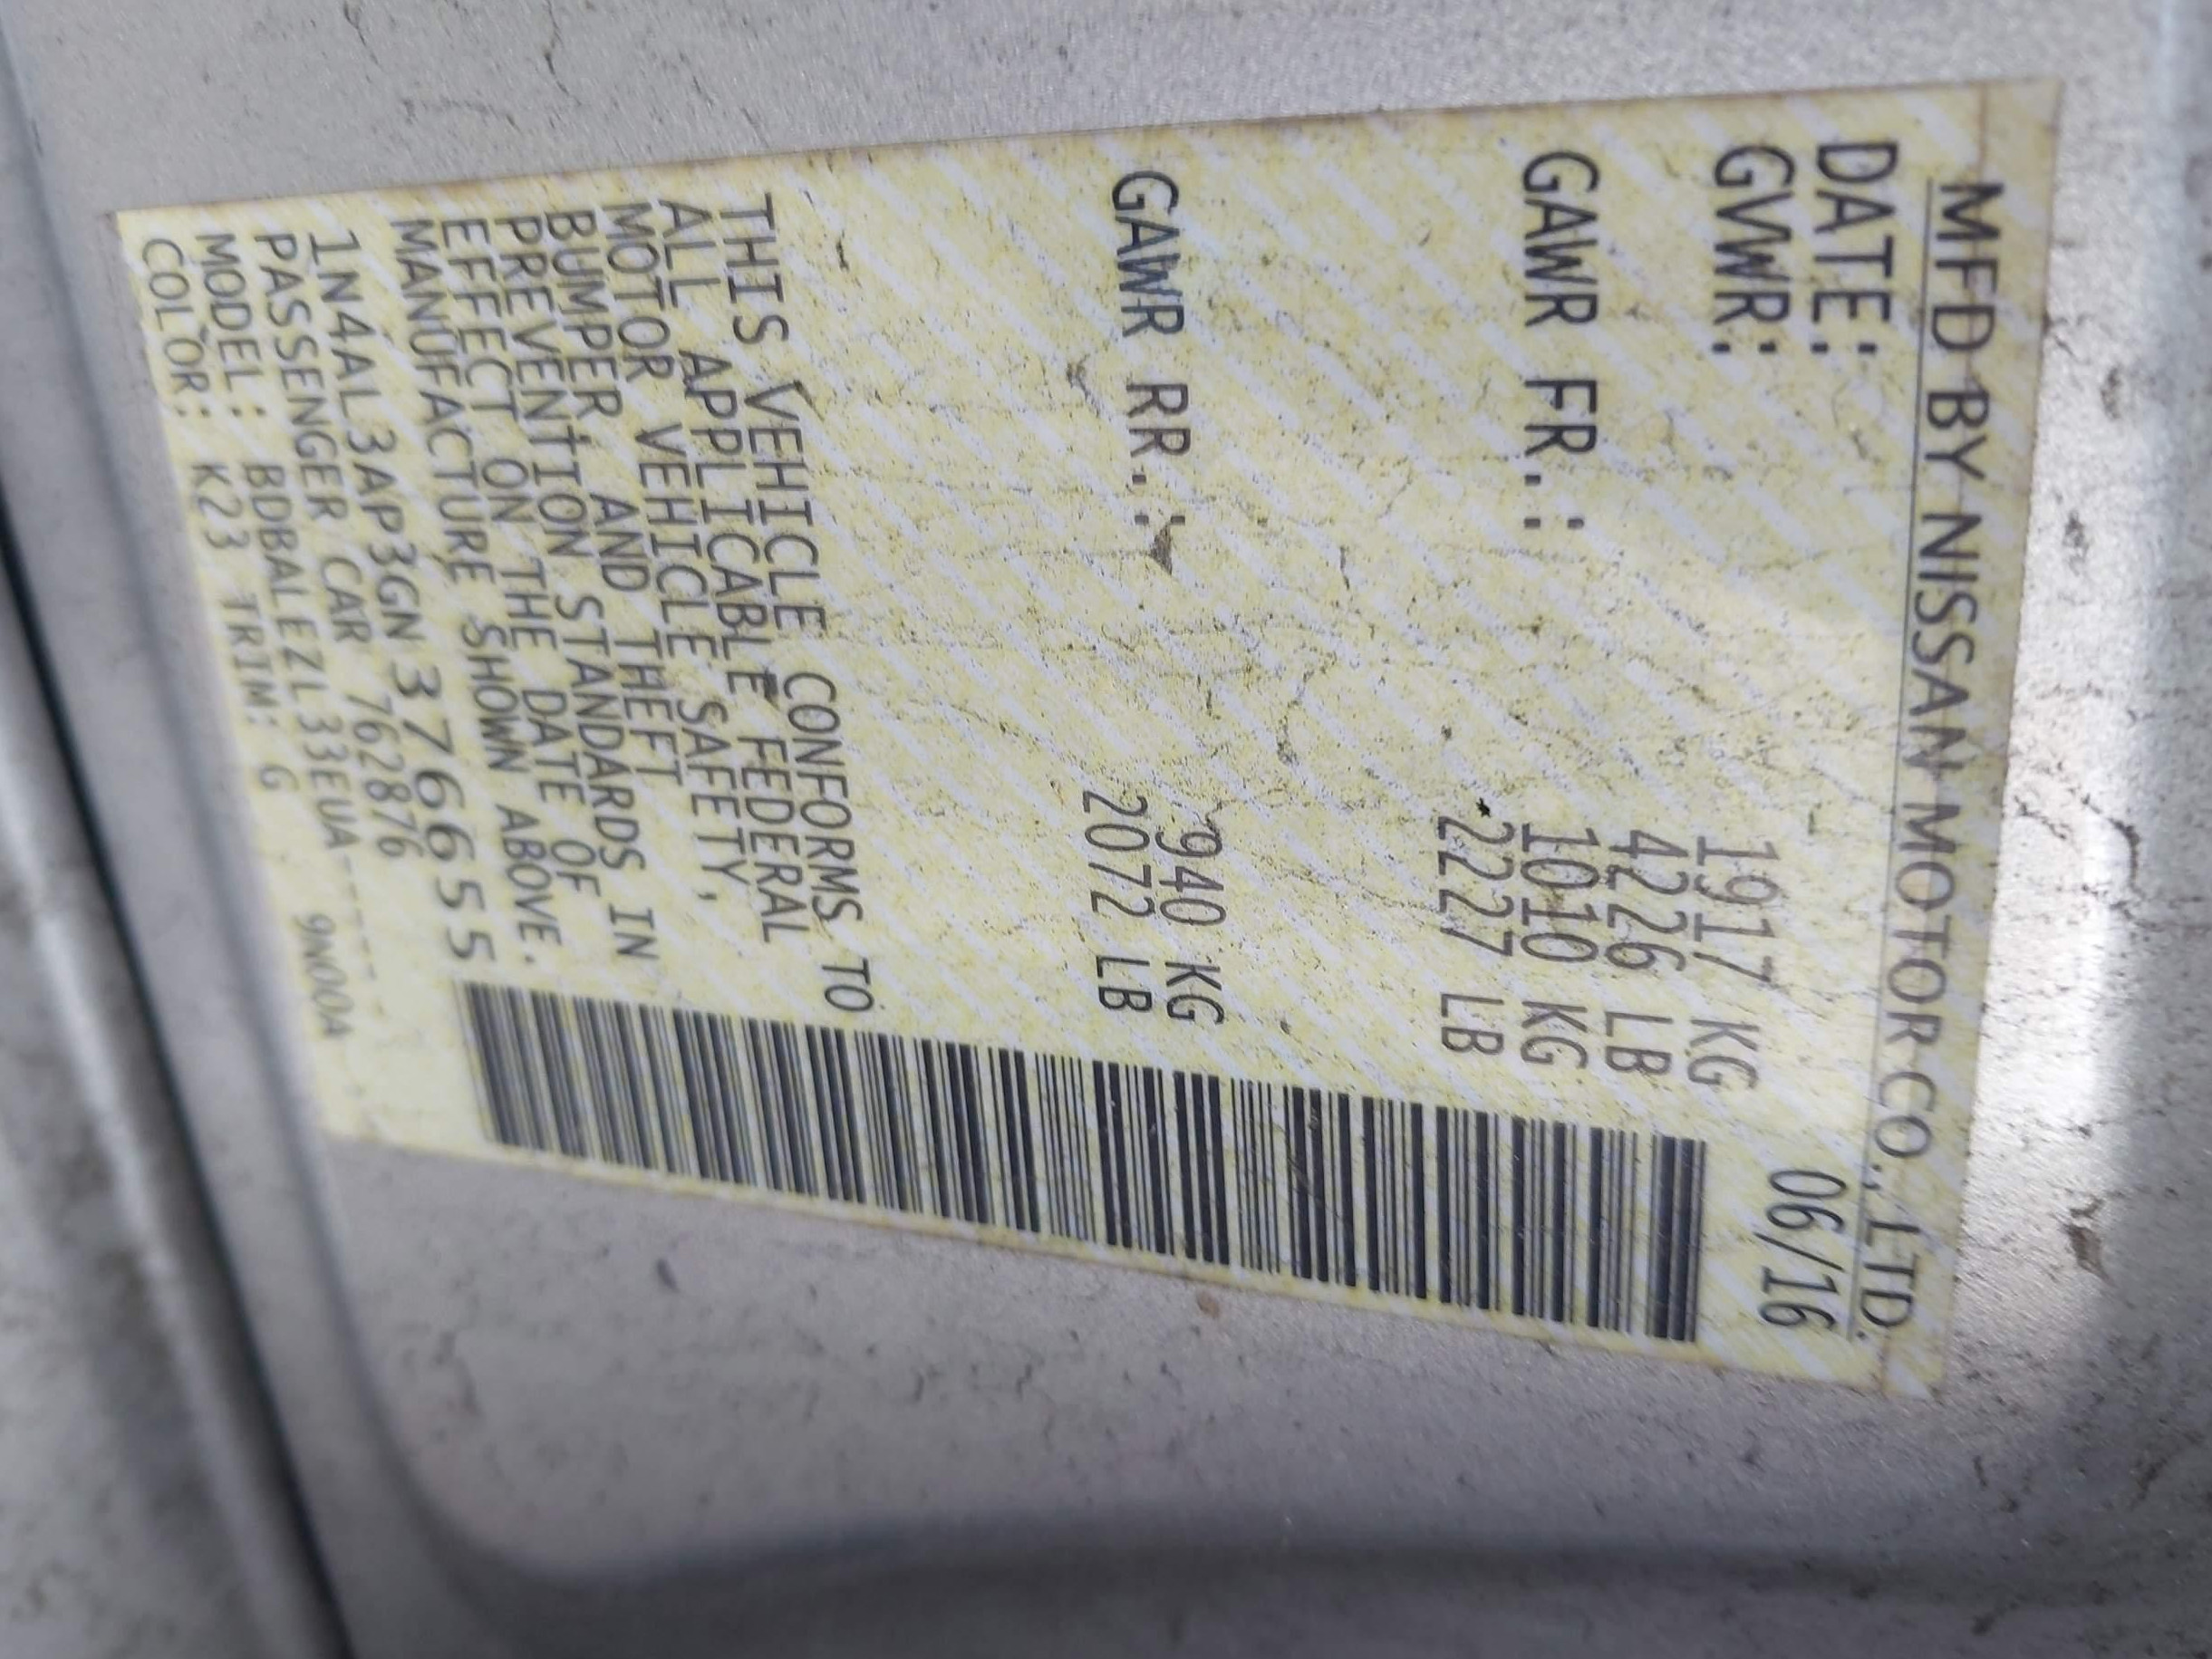 MFD BY NISSAN MOTOR CO., LTD.
DATE: 06/16
GVWR: 1917 KG
4226 LB
GAWR FR.: 1010 KG
2227 LB
GAWR RR.: 940 KG
2072 LB
THIS VEHICLE CONFORMS TO
ALL APPLICABLE FEDERAL
MOTOR VEHICLE SAFETY,
BUMPER AND THEFT
PREVENTION STANDARDS IN
EFFECT ON THE DATE OF
MANUFACTURE SHOWN ABOVE.
1N4AL3AP3GN376655
PASSENGER CAR 762876
MODEL: BDBALEZL33EUA-----
COLOR: K23 TRIM: G 9N00A